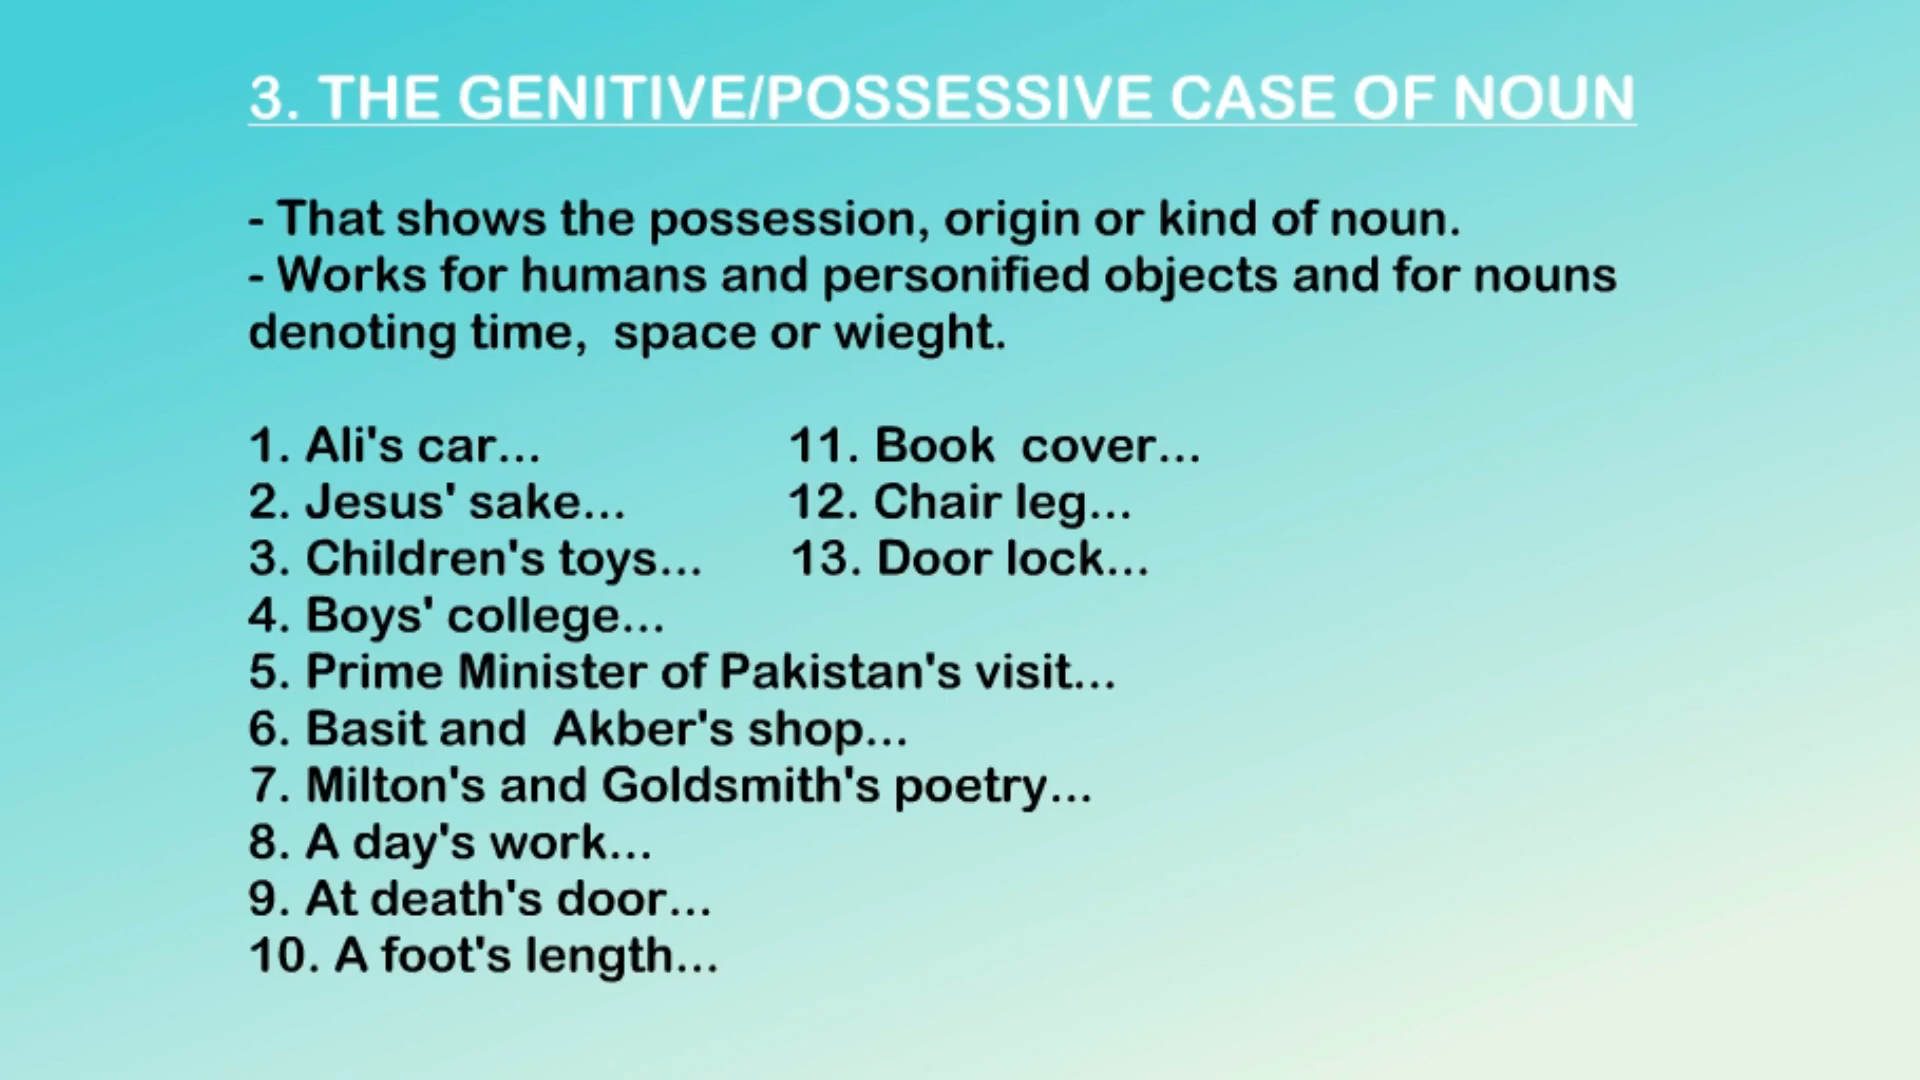 3. THE GENITIVE/POSSESSIVE CASE OF NOUN
- That shows the possession, origin or kind of noun.
- Works for humans and personified objects and for nouns
denoting time, space or wieght.
1. Ali's car...
2. Jesus' sake...
3. Children's toys...
4. Boys' college...
5. Prime Minister of Pakistan's visit...
6. Basit and Akber's shop...
7. Milton's and Goldsmith's poetry...
8. A day's work...
9. At death's door...
10. A foot's length...
11. Book cover...
12. Chair leg...
13. Door lock...